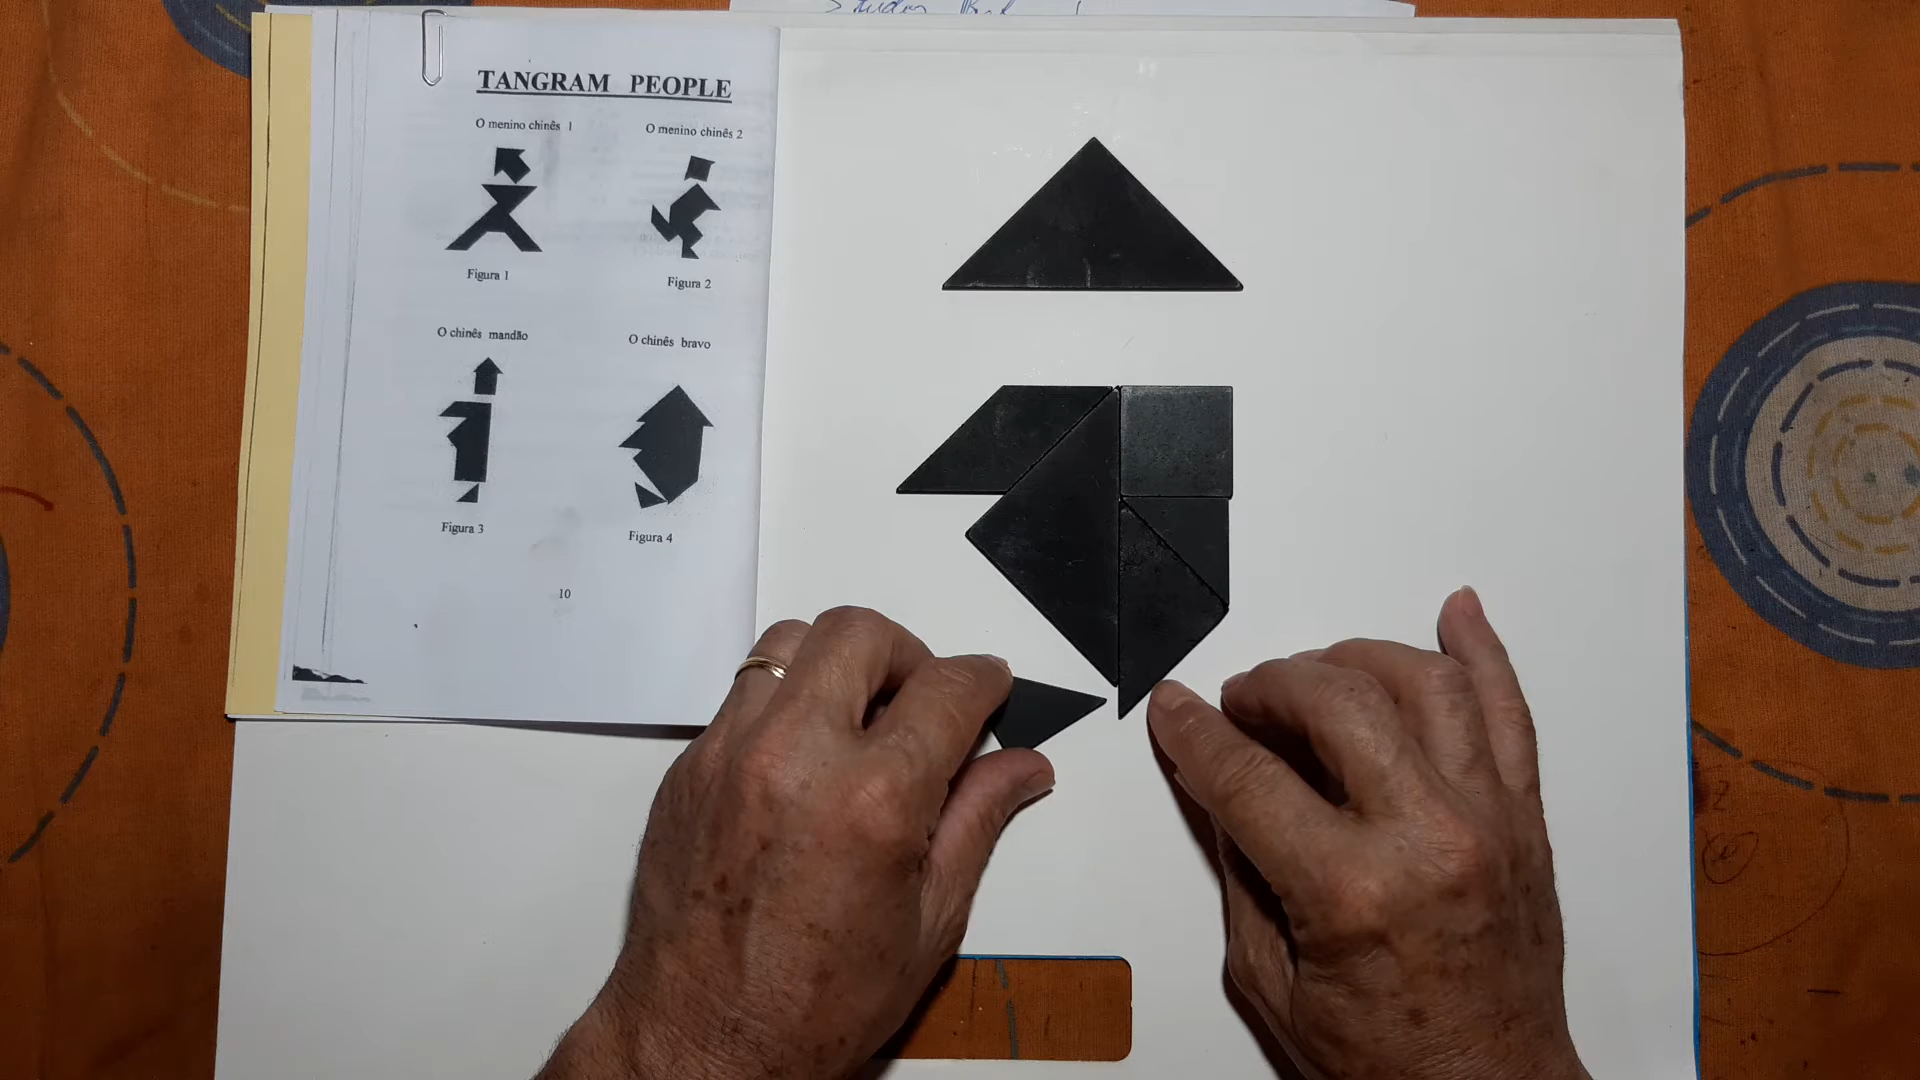 TANGRAM PEOPLE
O menino chinês 1
O menino chinês 2
Figura 1
Figura 2
O chinês mandão
O chinês bravo
Figura 3
Figura 4
10